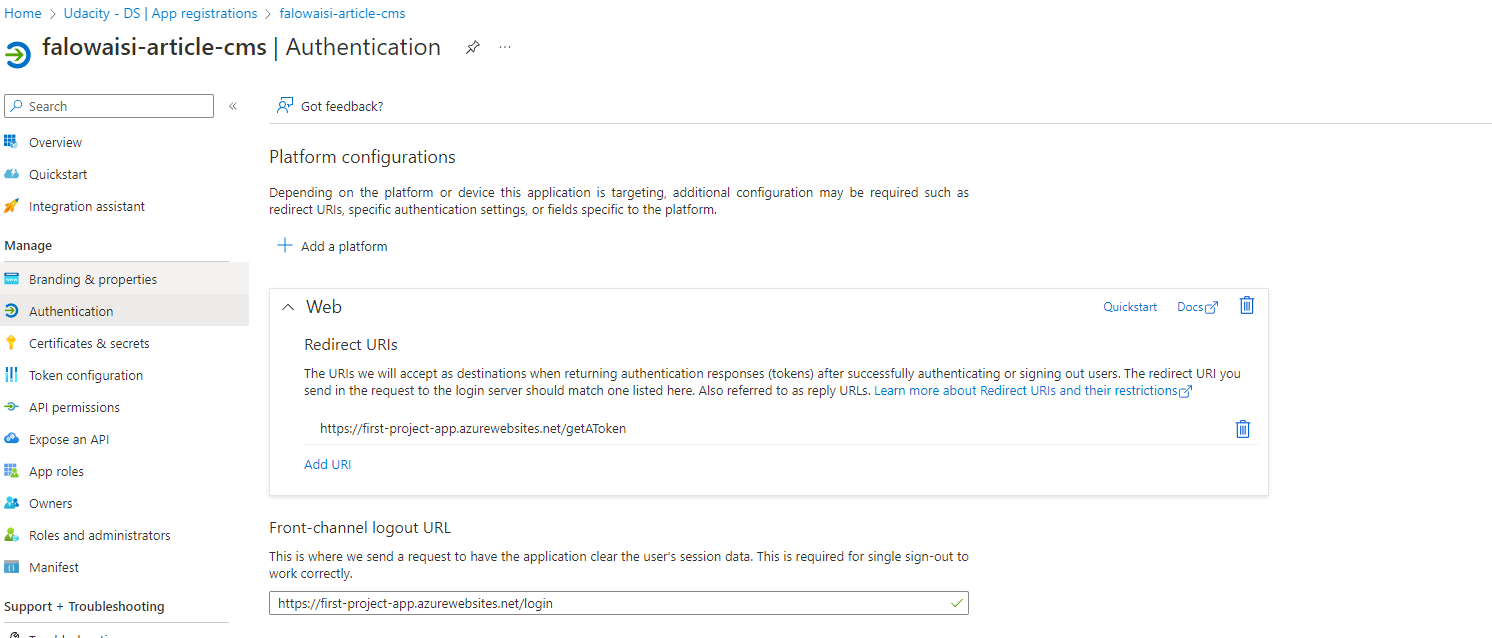 Home > Udacity - DS | App registrations > falowaisi-article-cms
falowaisi-article-cms | Authentication
Search
Got feedback?
Overview
Quickstart
Integration assistant
Manage
Branding & properties
Authentication
Certificates & secrets
Token configuration
API permissions
Expose an API
App roles
Owners
Roles and administrators
Manifest
Support + Troubleshooting
Platform configurations
Depending on the platform or device this application is targeting, additional configuration may be required such as
redirect URIs, specific authentication settings, or fields specific to the platform.
Add a platform
Web
Quickstart
Docs
Redirect URIs
The URIs we will accept as destinations when returning authentication responses (tokens) after successfully authenticating or signing out users. The redirect URI you
send in the request to the login server should match one listed here. Also referred to as reply URLs. Learn more about Redirect URIs and their restrictions
https://first-project-app.azurewebsites.net/getAToken
Add URI
Front-channel logout URL
This is where we send a request to have the application clear the user's session data. This is required for single sign-out to
work correctly.
https://first-project-app.azurewebsites.net/login